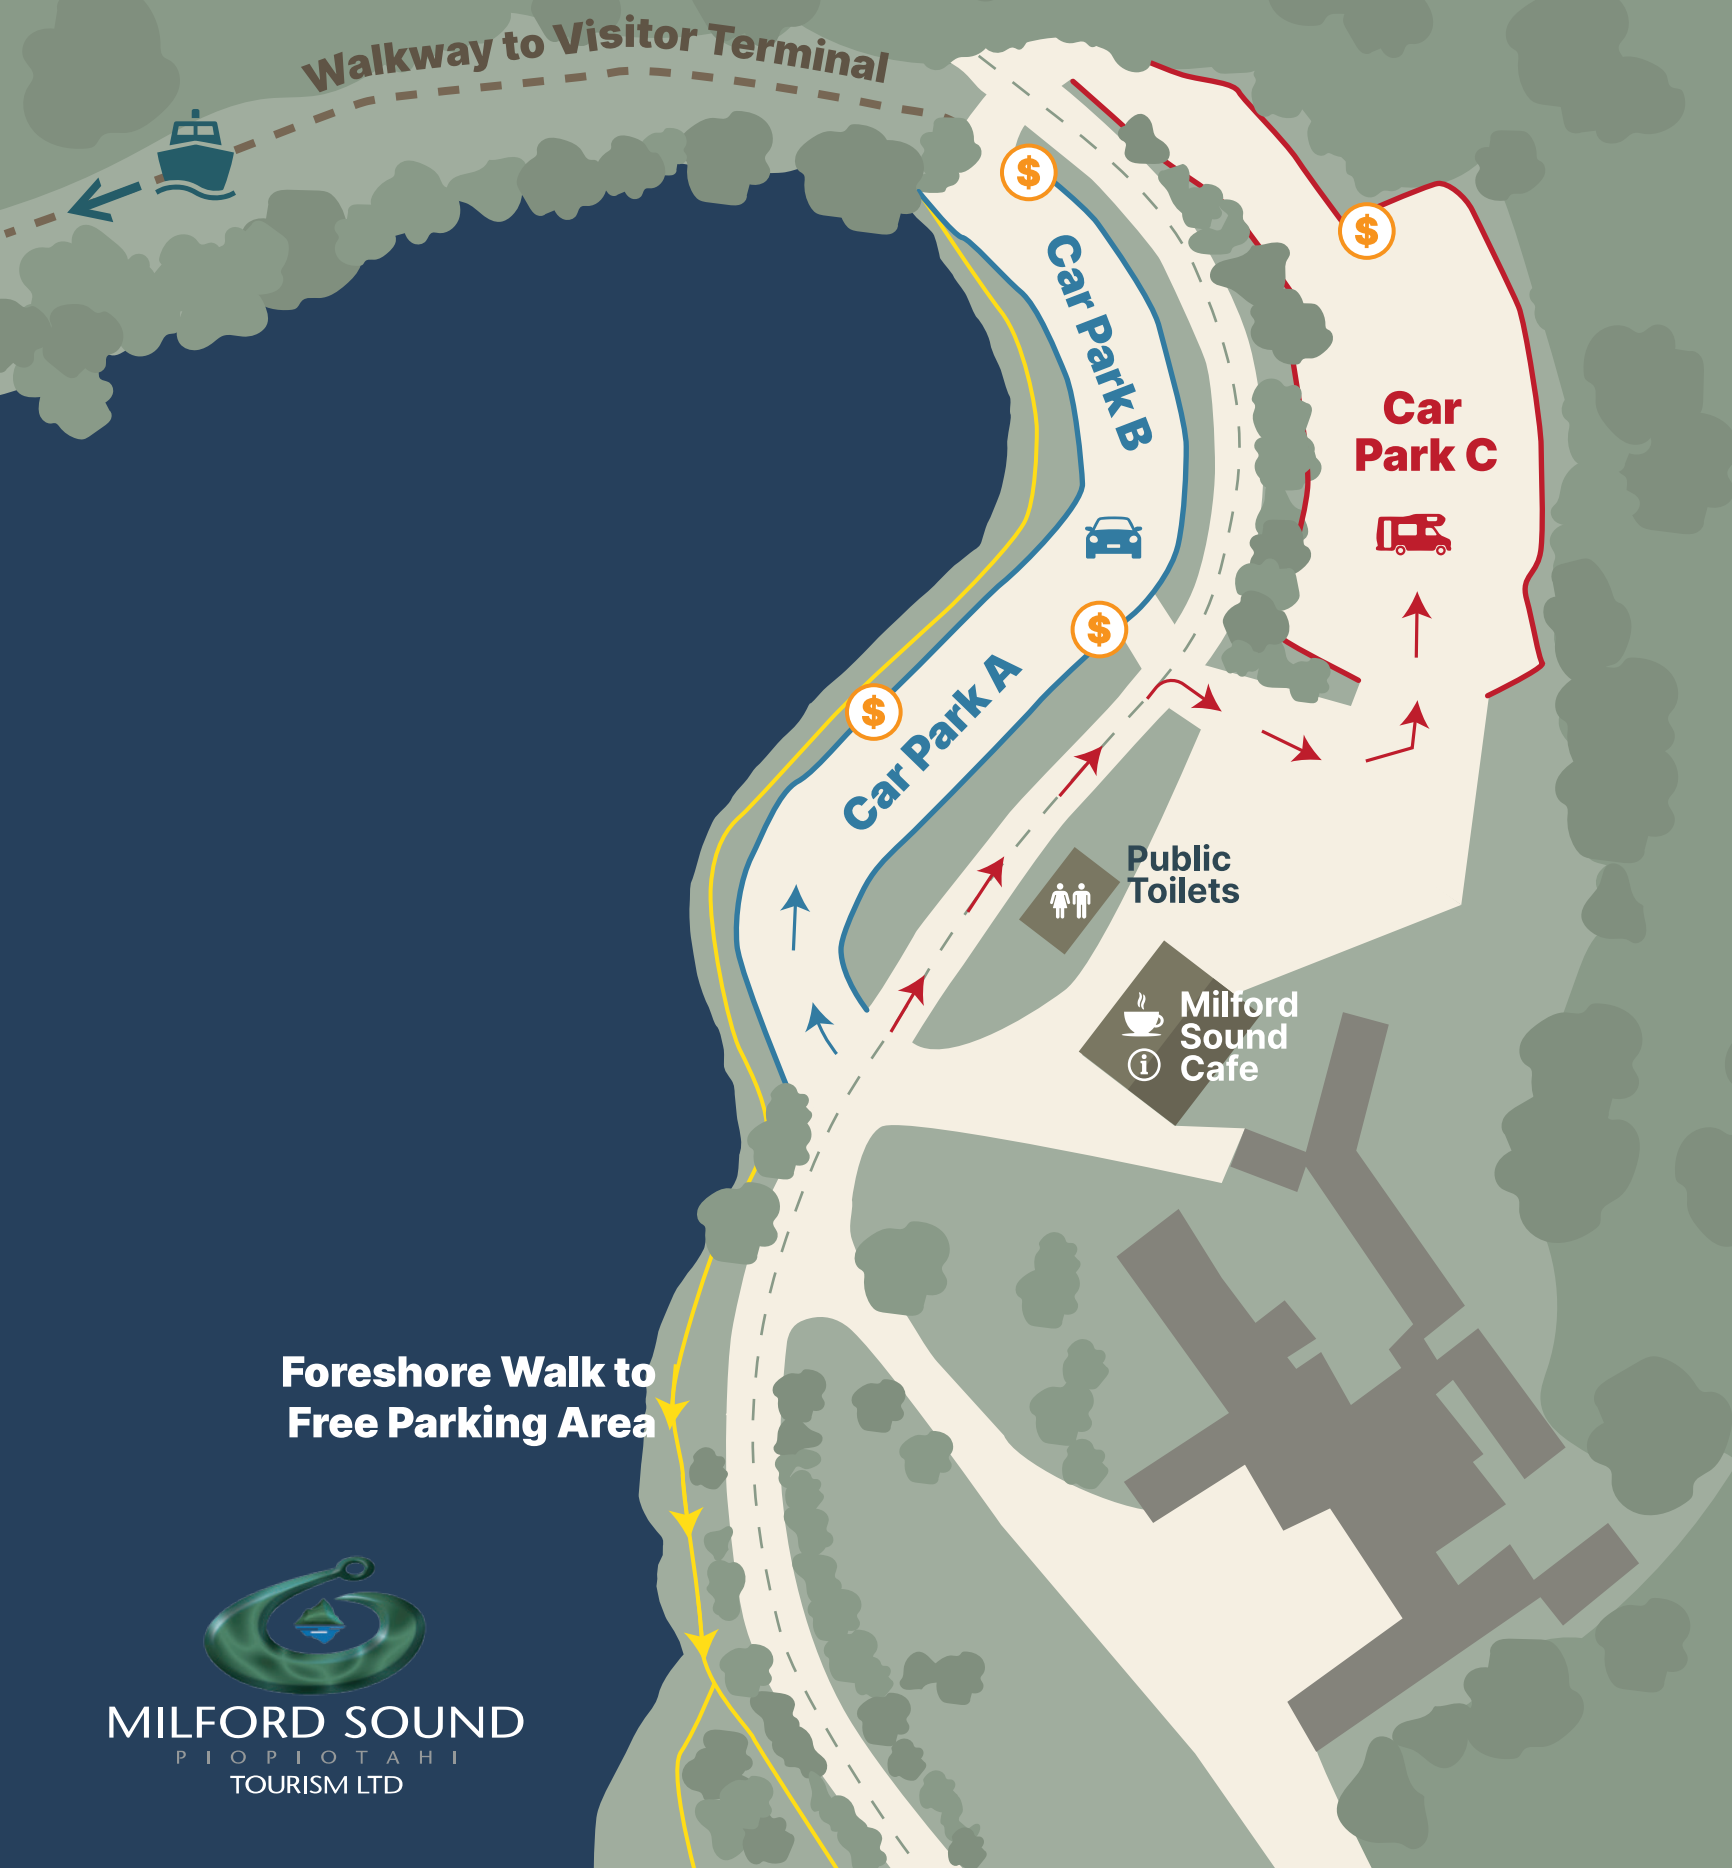 Walkway to Visitor Terminal
$
$
Car Park B
Car
Park C
$
$
Car Park A
Public
Toilets
Milford
Sound
i Cafe
Foreshore Walk to
Free Parking Area
MILFORD SOUND
PIOPIOTAHI
TOURISM LTD